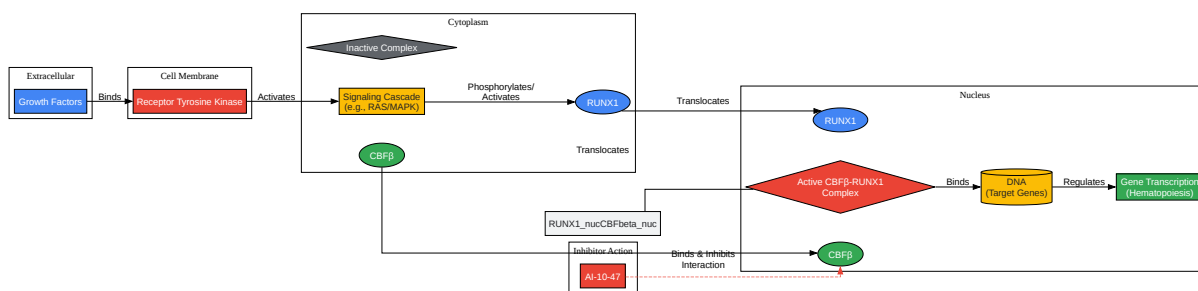 Cytoplasm
Inactive Complex
Extracellular
Growth Factors
Binds
Cell Membrane
Receptor Tyrosine Kinase
Activates
Signaling Cascade
(e.g., RAS/MAPK)
Phosphorylates/
Activates
RUNX1
Translocates
CBFβ
Translocates
Nucleus
RUNX1
Active CBFβ-RUNX1
Complex
Binds
DNA
(Target Genes)
Regulates
Gene Transcription
(Hematopoiesis)
RUNX1_nucCBFbeta_nuc
Inhibitor Action
AI-10-47
Binds & Inhibits
Interaction
CBFβ